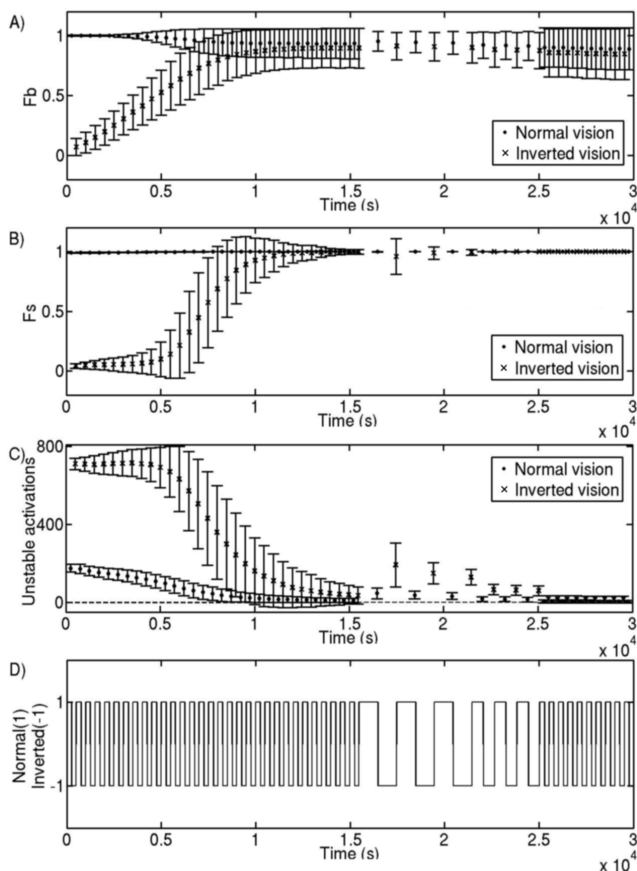 A)
Fb
1
0.5
0
Normal vision
Inverted vision
0 0.5 1 1.5 2 2.5 3
Time (s)
x 10^4
B)
Fs
1
0.5
0
Normal vision
Inverted vision
0 0.5 1 1.5 2 2.5 3
Time (s)
x 10^4
C)
Unstable activations
800
400
0
Normal vision
Inverted vision
0 0.5 1 1.5 2 2.5 3
Time (s)
x 10^4
D)
Normal(1)
Inverted(-1)
1
-1
0 0.5 1 1.5 2 2.5 3
Time (s)
x 10^4